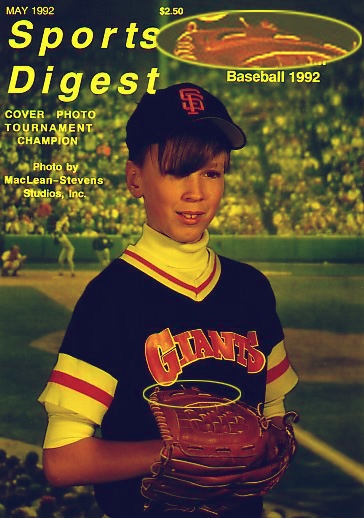 MAY 1992
$2.50
Sports
Digest
Baseball 1992
COVER PHOTO
TOURNAMENT
CHAMPION
Photo by
MacLean-Stevens
Studios, Inc.
SF
GIANTS